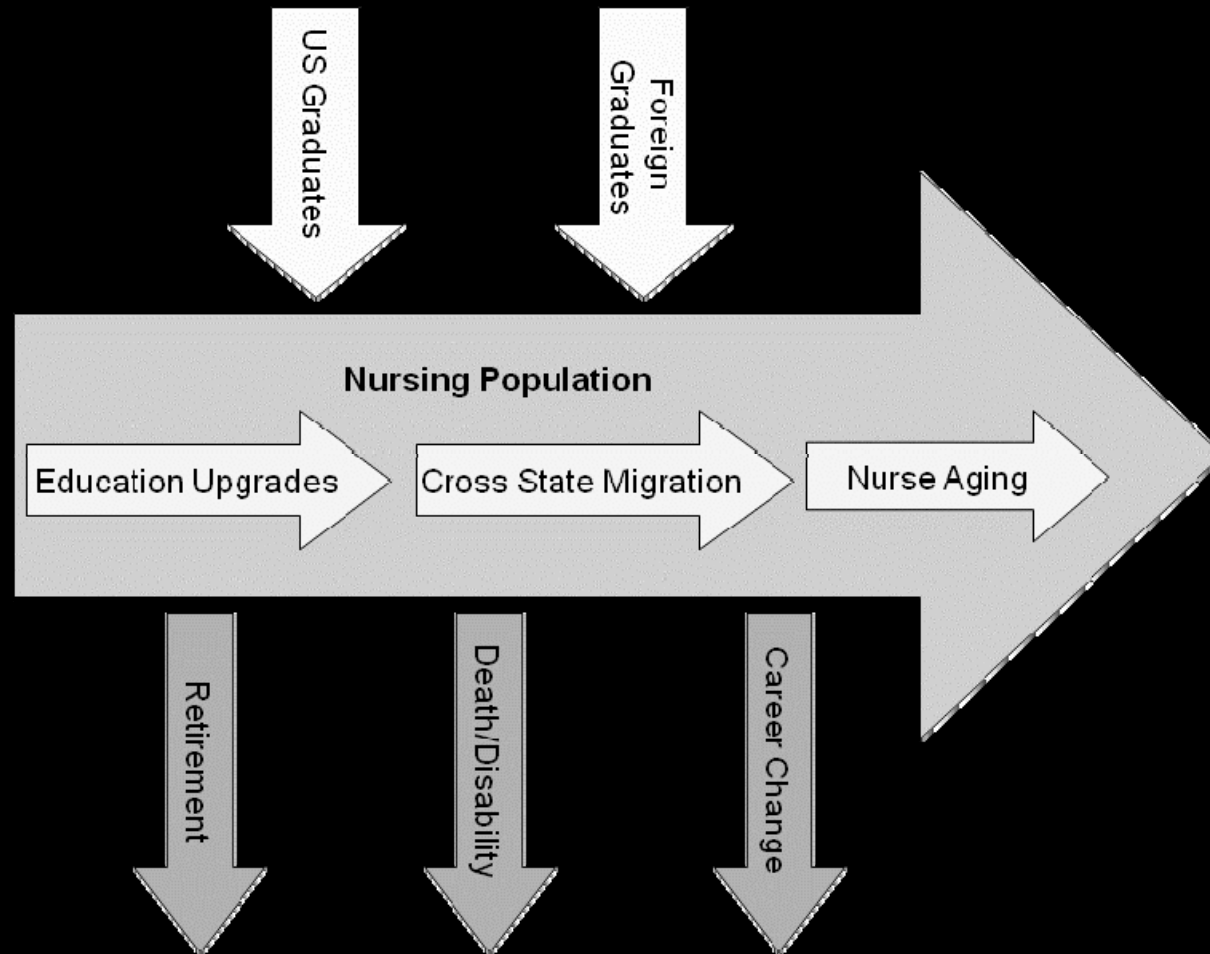 US Graduates
Foreign
Graduates
Nursing Population
Education Upgrades
Cross State Migration
Nurse Aging
Retirement
Death/Disability
Career Change